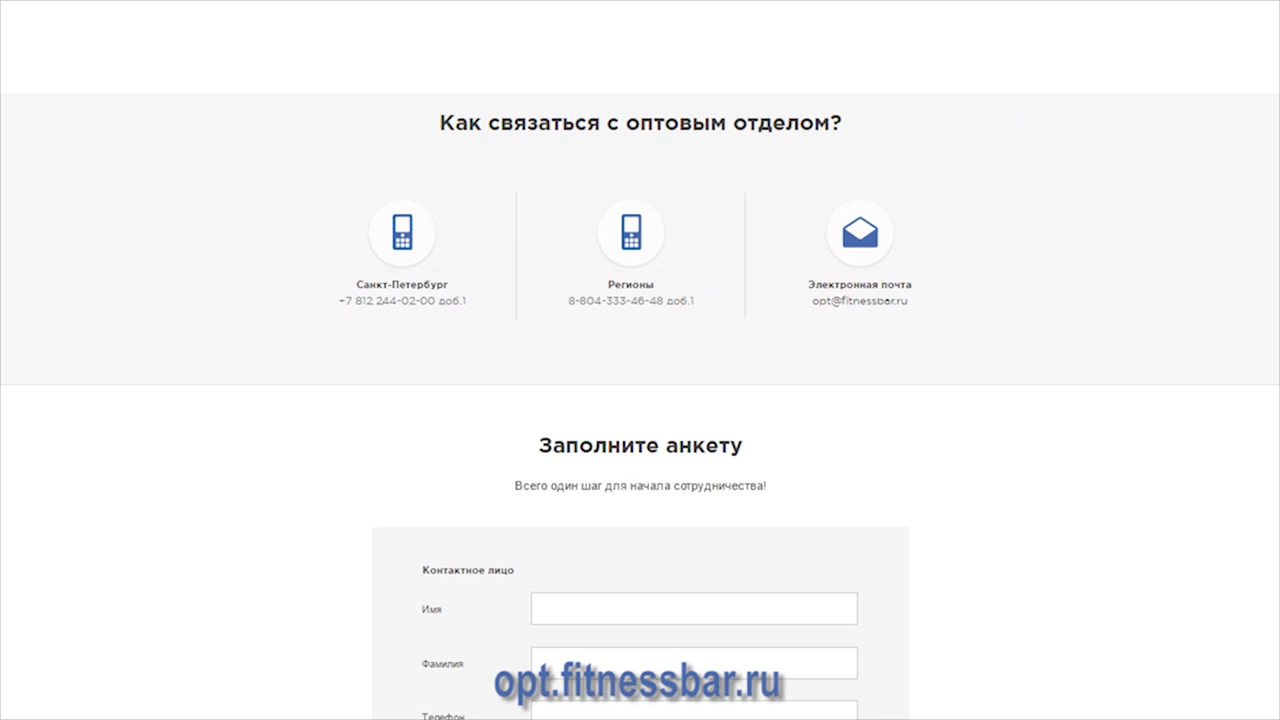 Как связаться с оптовым отделом?
Санкт-Петербург
+7 812 244-02-00 доб.1
Регионы
8-804-333-46-48 доб.1
Электронная почта
opt@fitnessbar.ru
Заполните анкету
Всего один шаг для начала сотрудничества!
Контактное лицо
Имя
Фамилия
opt.fitnessbar.ru
Телефон